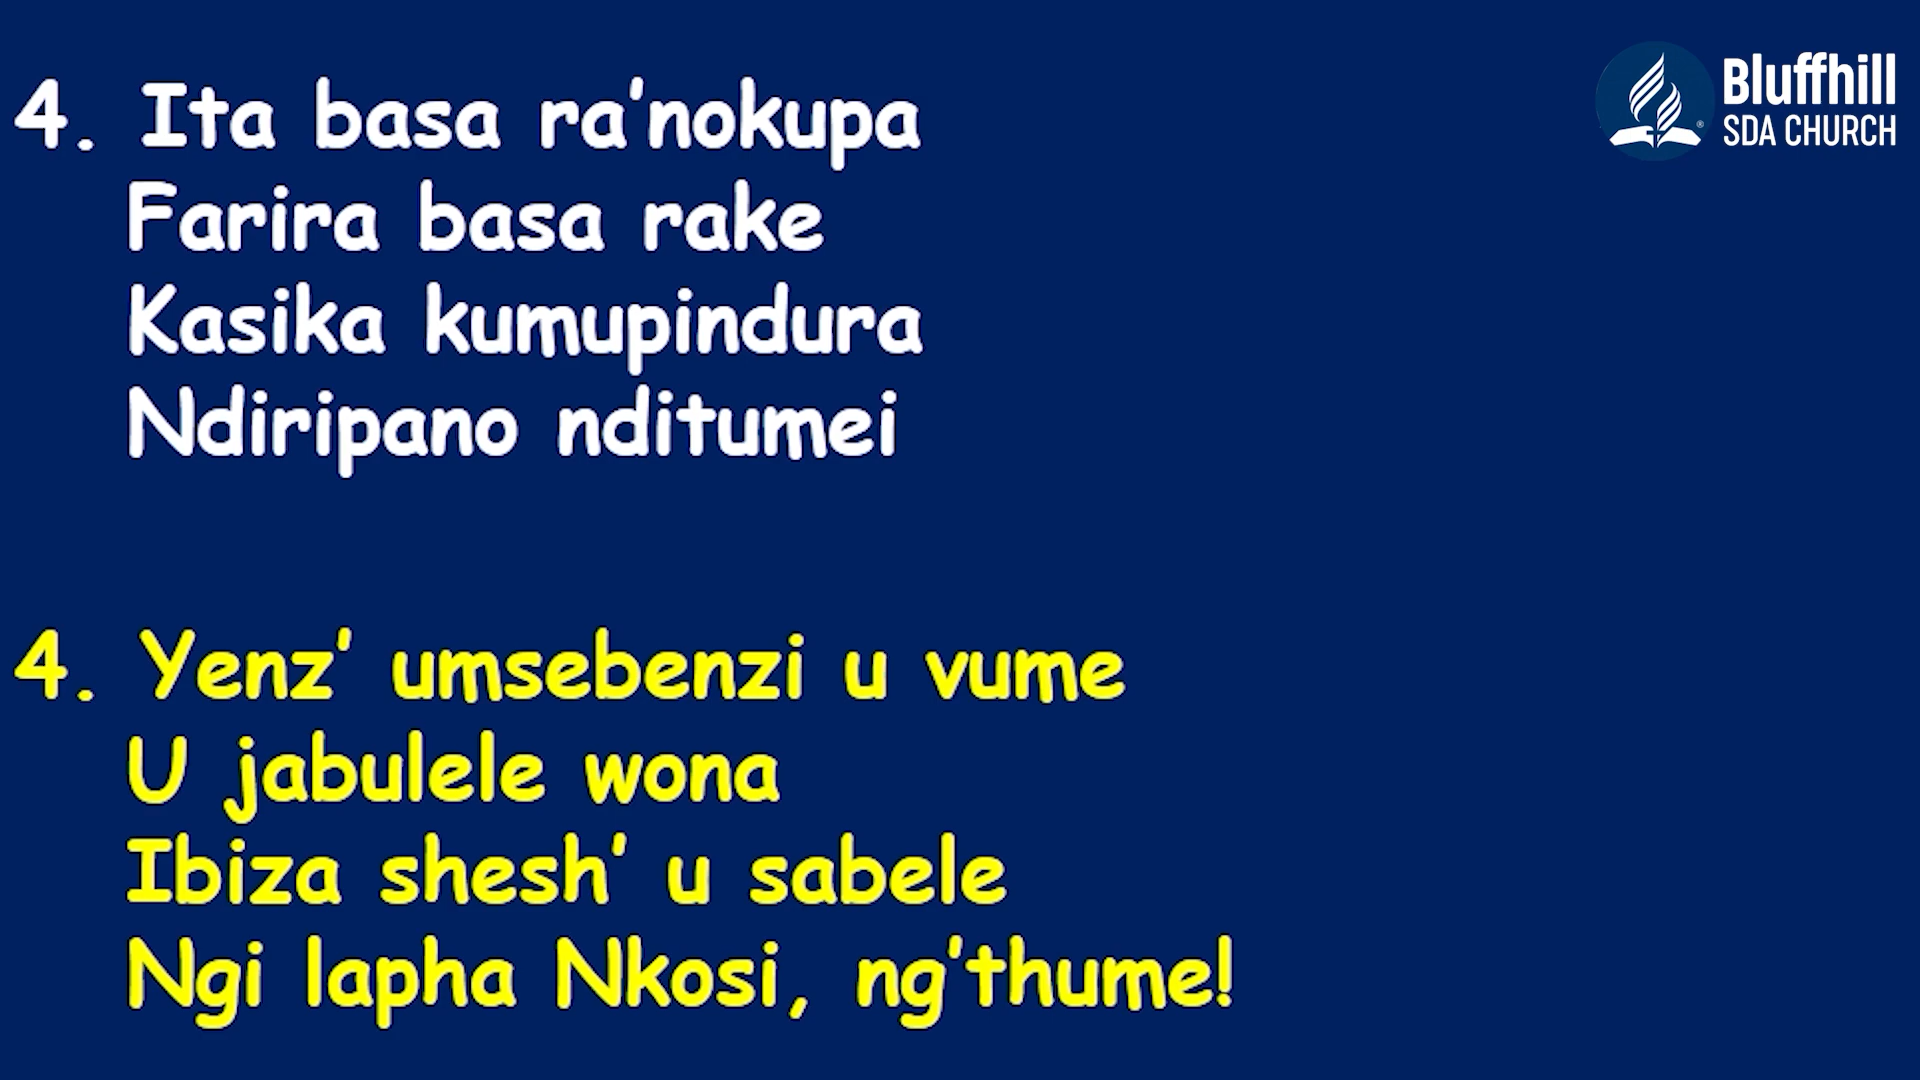 4. Ita basa ra'nokupa
Farira basa rake
Kasika kumupindura
Ndiripano nditumei
4. Yenz' umsebenzi u vume
U jabulele wona
Ibiza shesh' u sabele
Ngi lapha Nkosi, ng'thume!
Bluffhill
SDA CHURCH